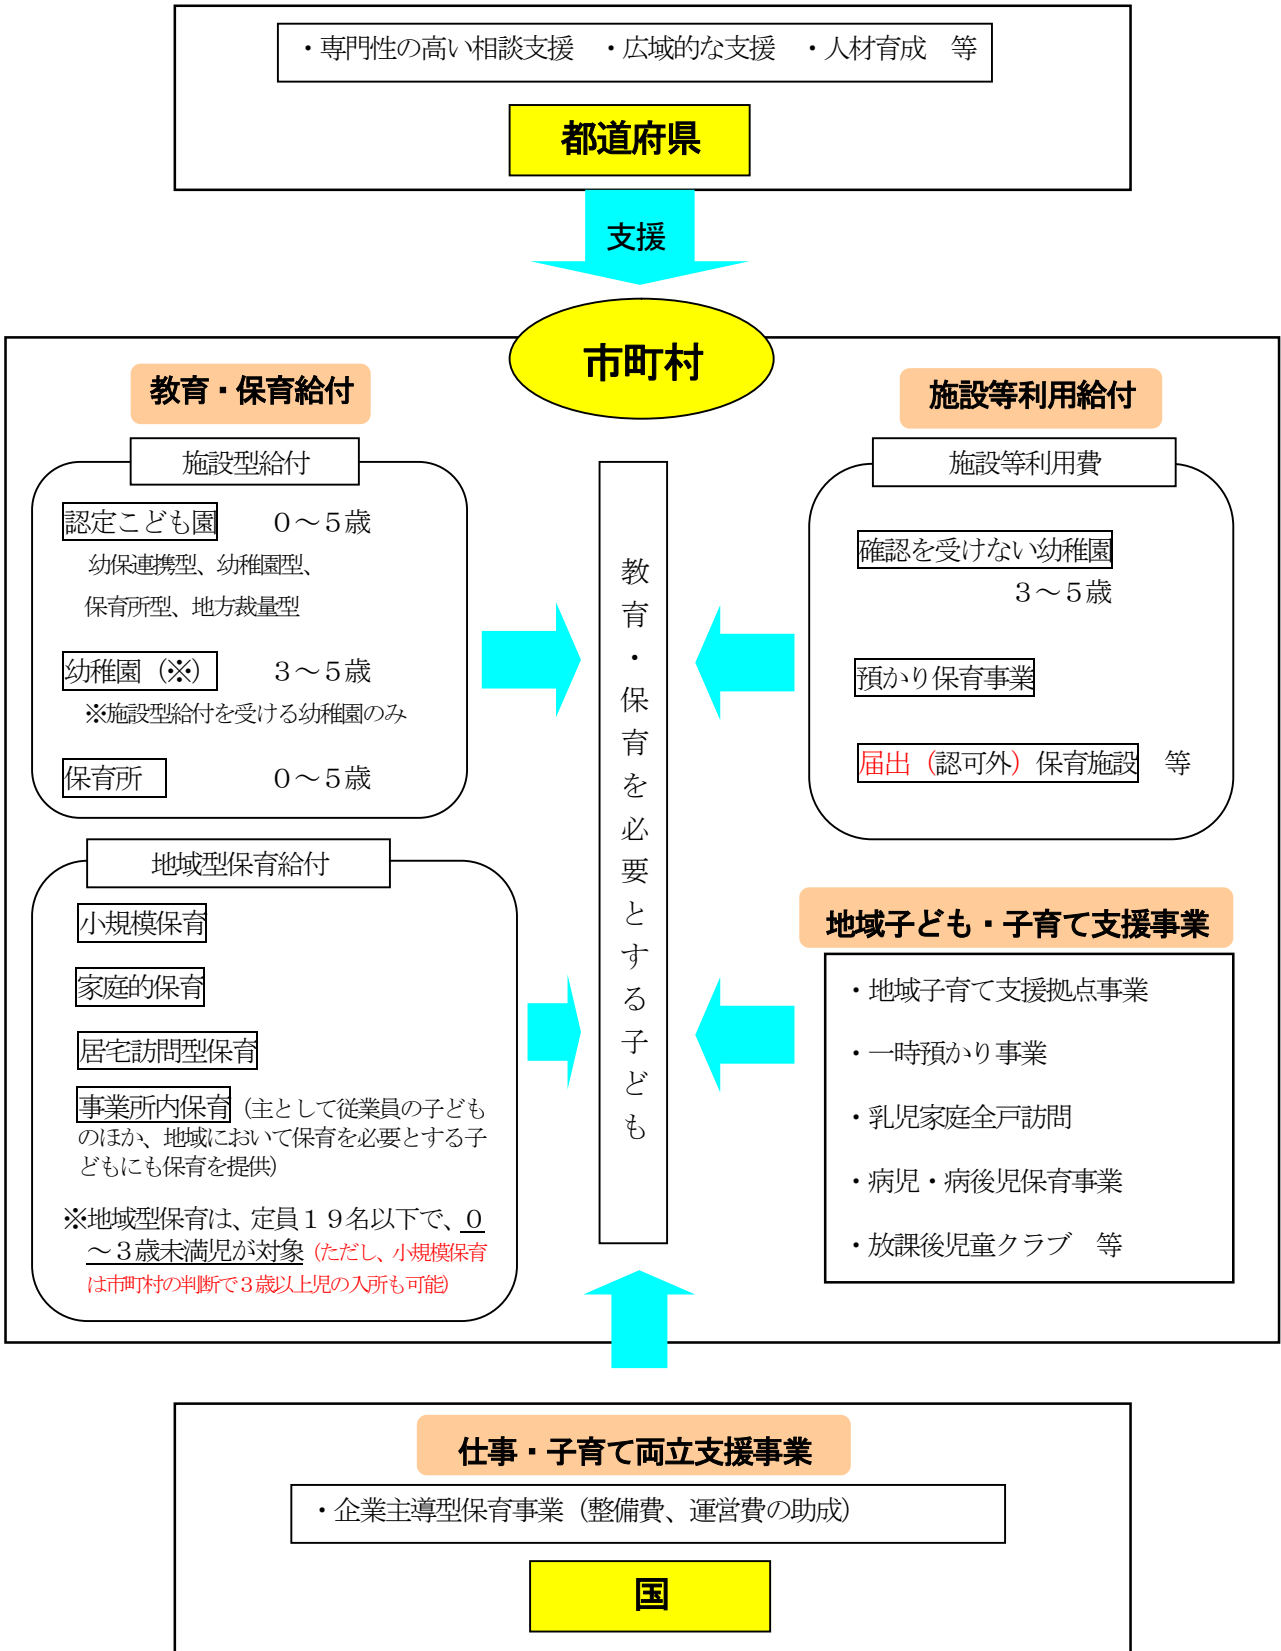 ・専門性の高い相談支援　・広域的な支援　・人材育成　等
都道府県
支援
市町村
教育・保育給付
施設型給付
認定こども園　　０～５歳
幼保連携型、幼稚園型、
保育所型、地方裁量型
幼稚園（※）　　３～５歳
※施設型給付を受ける幼稚園のみ
保育所　　０～５歳
地域型保育給付
小規模保育
家庭的保育
居宅訪問型保育
事業所内保育（主として従業員の子ども
のほか、地域において保育を必要とする子
どもにも保育を提供）
※地域型保育は、定員１９名以下で、０
～３歳未満児が対象（ただし、小規模保育
は市町村の判断で３歳以上児の入所も可能）
教育・保育を必要とする子ども
施設等利用給付
施設等利用費
確認を受けない幼稚園
３～５歳
預かり保育事業
届出（認可外）保育施設　等
地域子ども・子育て支援事業
・地域子育て支援拠点事業
・一時預かり事業
・乳児家庭全戸訪問
・病児・病後児保育事業
・放課後児童クラブ　等
仕事・子育て両立支援事業
・企業主導型保育事業（整備費、運営費の助成）
国